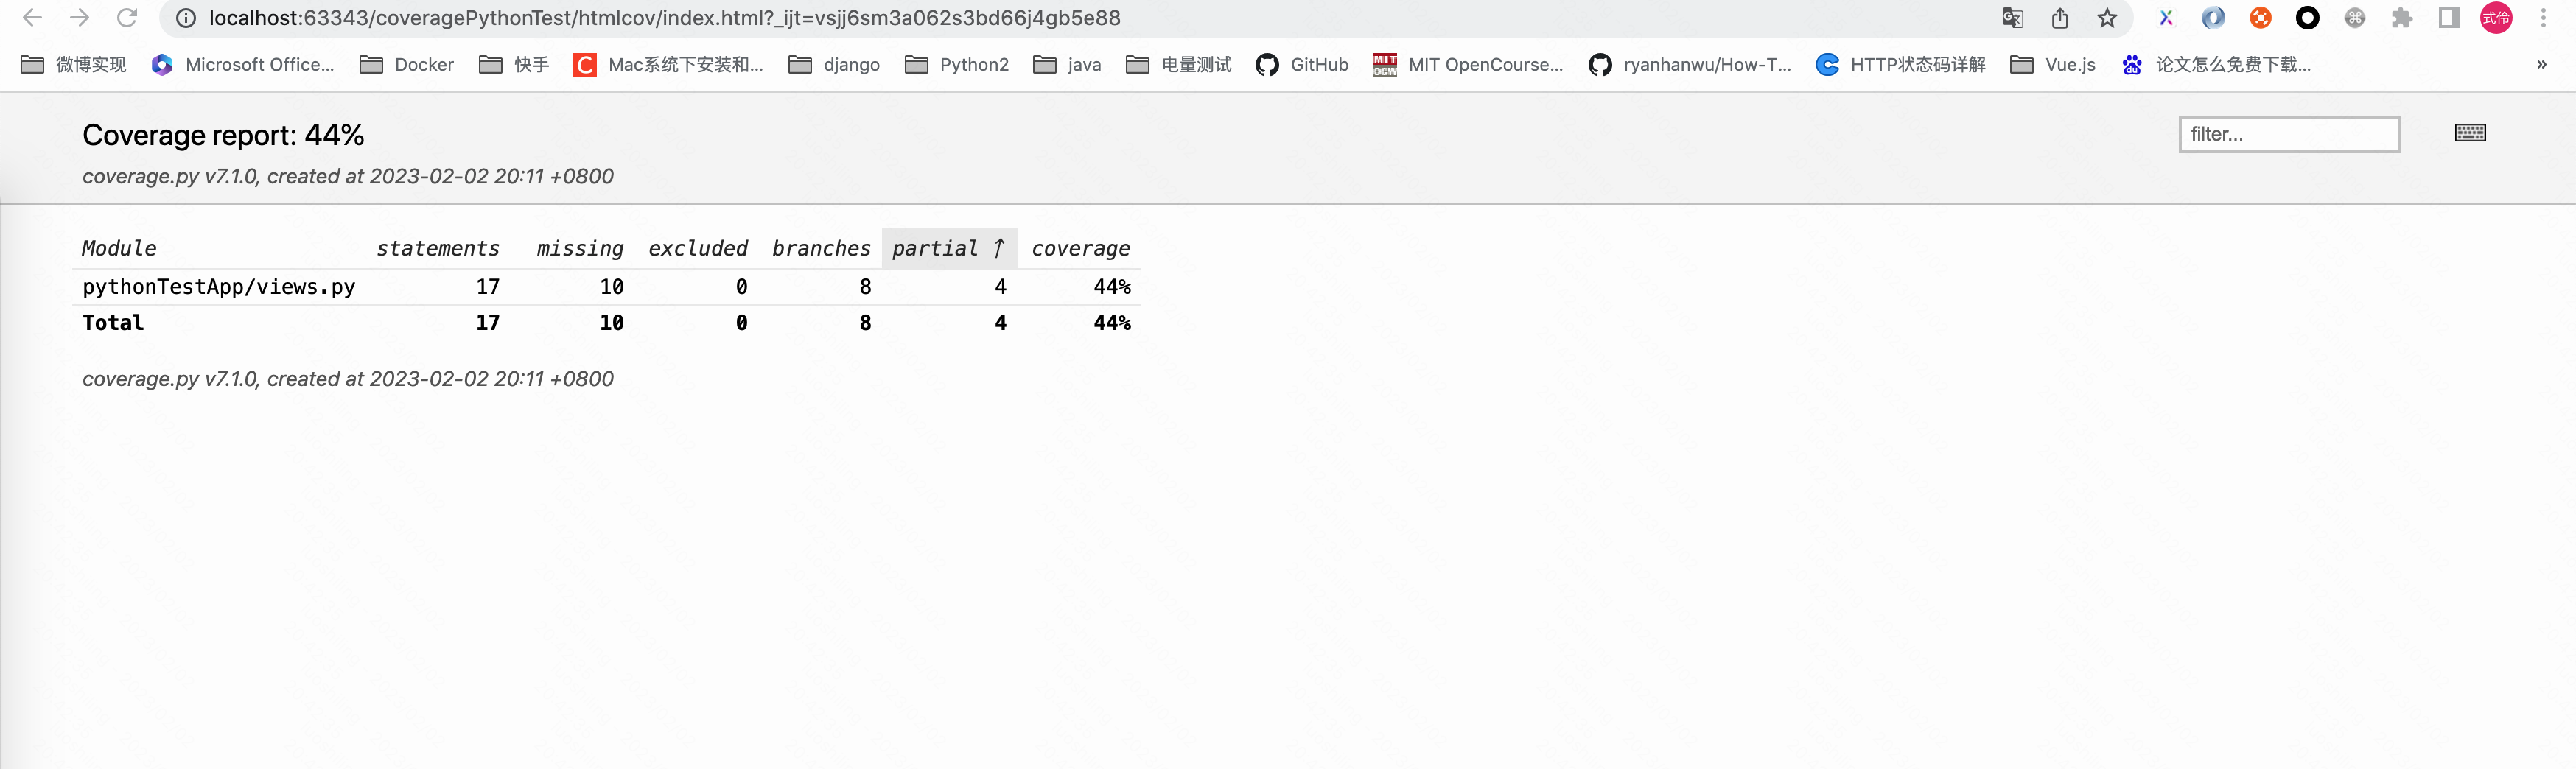 localhost:63343/coveragePythonTest/htmlcov/index.html?_ijt=vsjj6sm3a062s3bd66j4gb5e88 式伶
微博实现 Microsoft Office... Docker 快手 Mac系统下安装和... django Python2 java 电量测试 GitHub MIT OpenCourse... ryanhanwu/How-T... HTTP状态码详解 Vue.js 论文怎么免费下载... »
Coverage report: 44% filter...
coverage.py v7.1.0, created at 2023-02-02 20:11 +0800
Module statements missing excluded branches partial ↑ coverage
pythonTestApp/views.py 17 10 0 8 4 44%
Total 17 10 0 8 4 44%
coverage.py v7.1.0, created at 2023-02-02 20:11 +0800